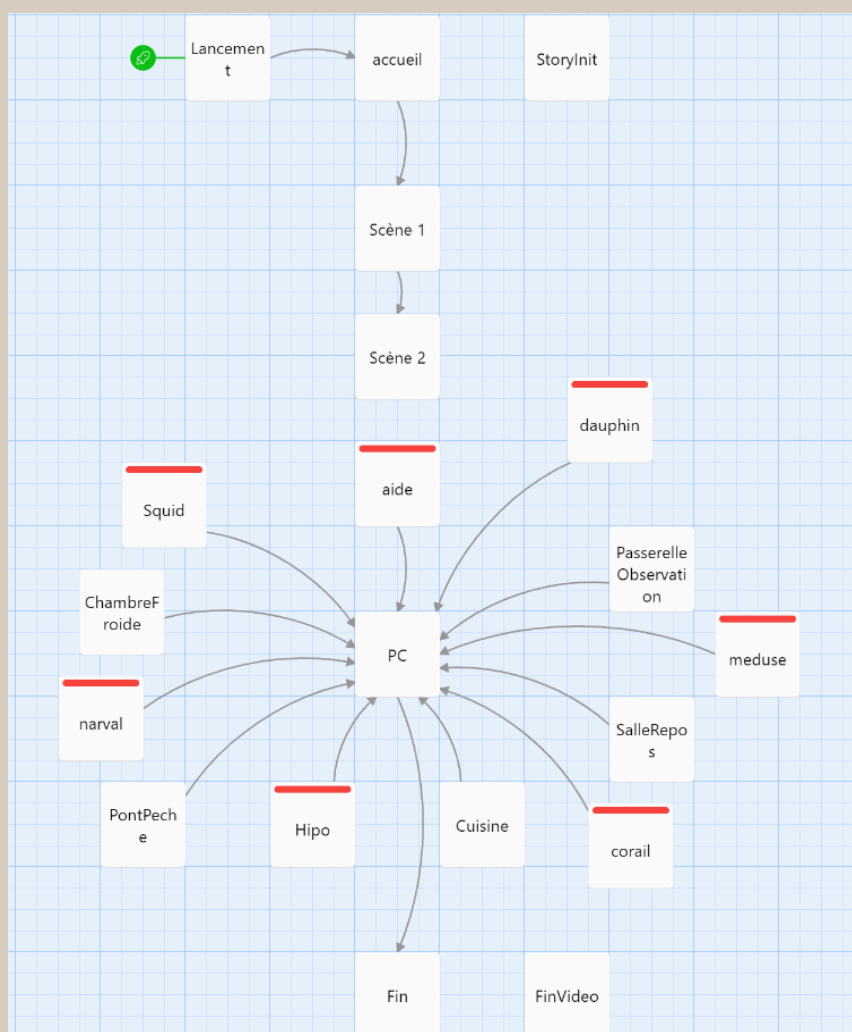 Lancemen
t
accueil
StoryInit
Scène 1
Scène 2
dauphin
aide
Squid
Passerelle
Observati
on
ChambreF
roide
PC
meduse
narval
SalleRepo
s
PontPech
e
Hipo
Cuisine
corail
Fin
FinVideo